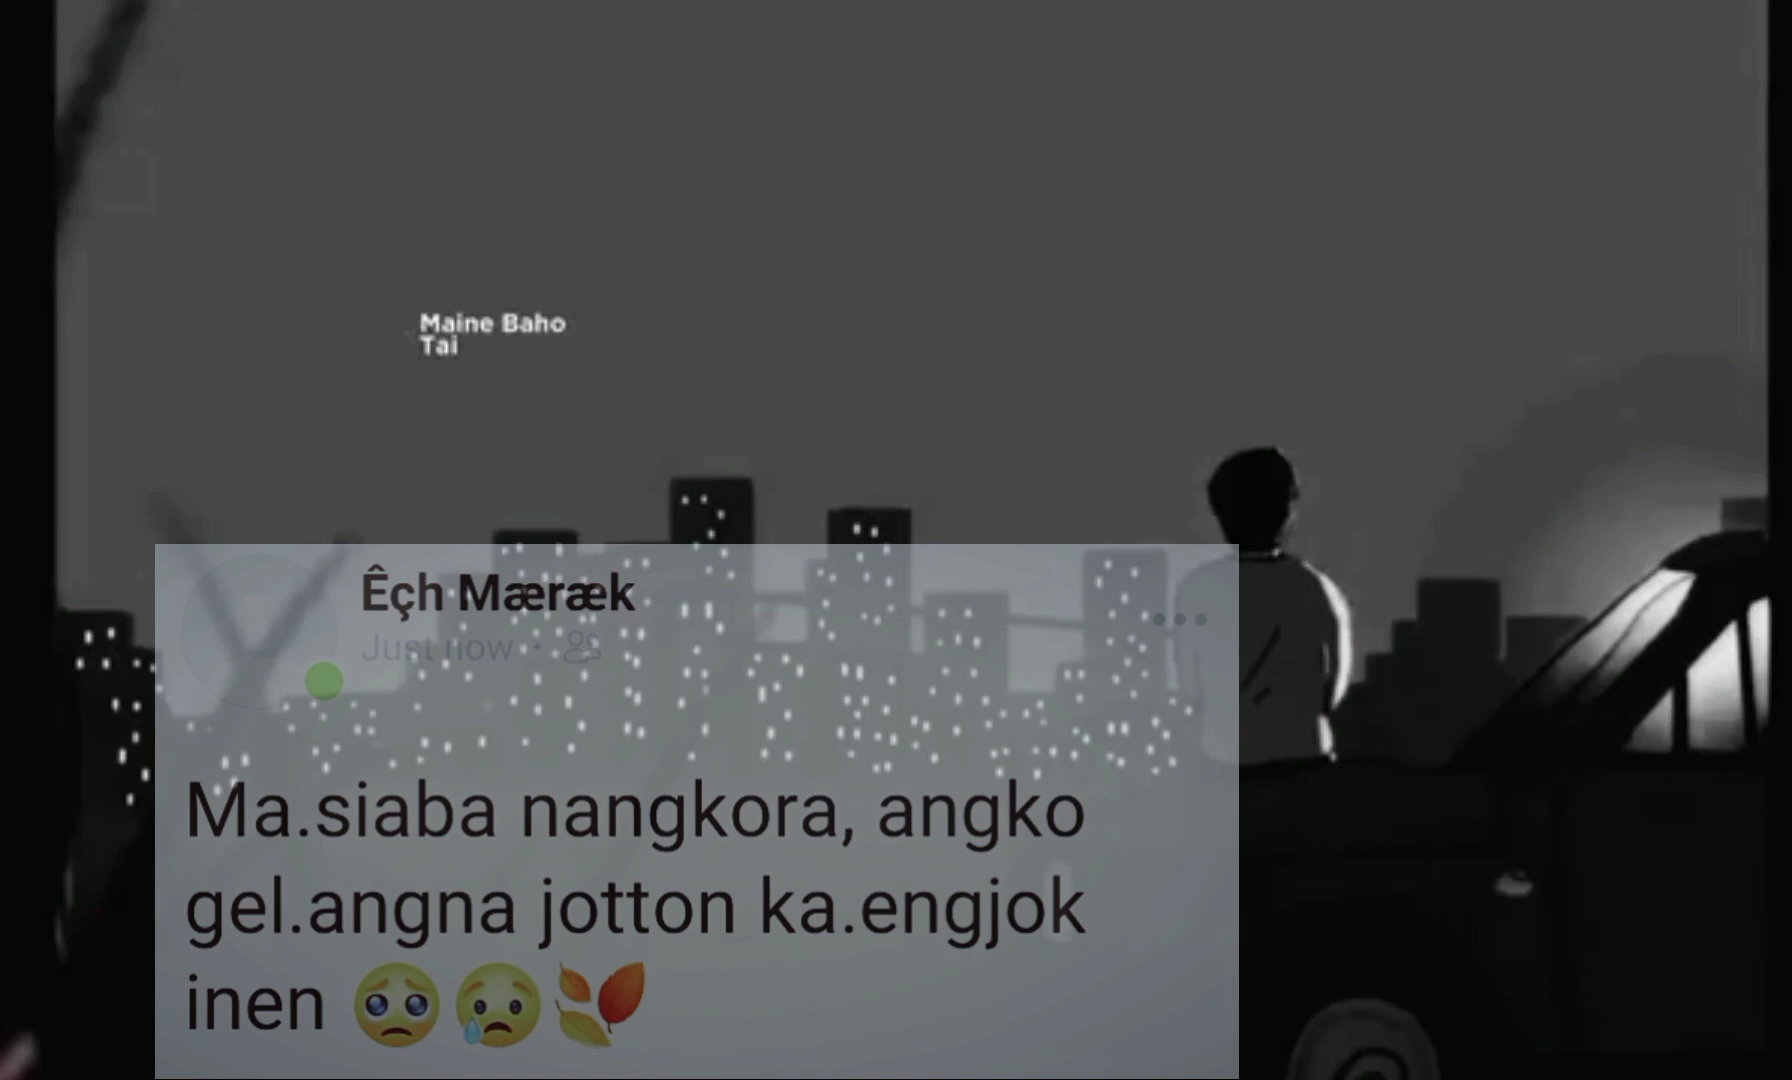 Maine Baho
Tai
Êçh Mæræk
Just now ·
Ma.siaba nangkora, angko
gel.angna jotton ka.engjok
inen 🥺😢🍂